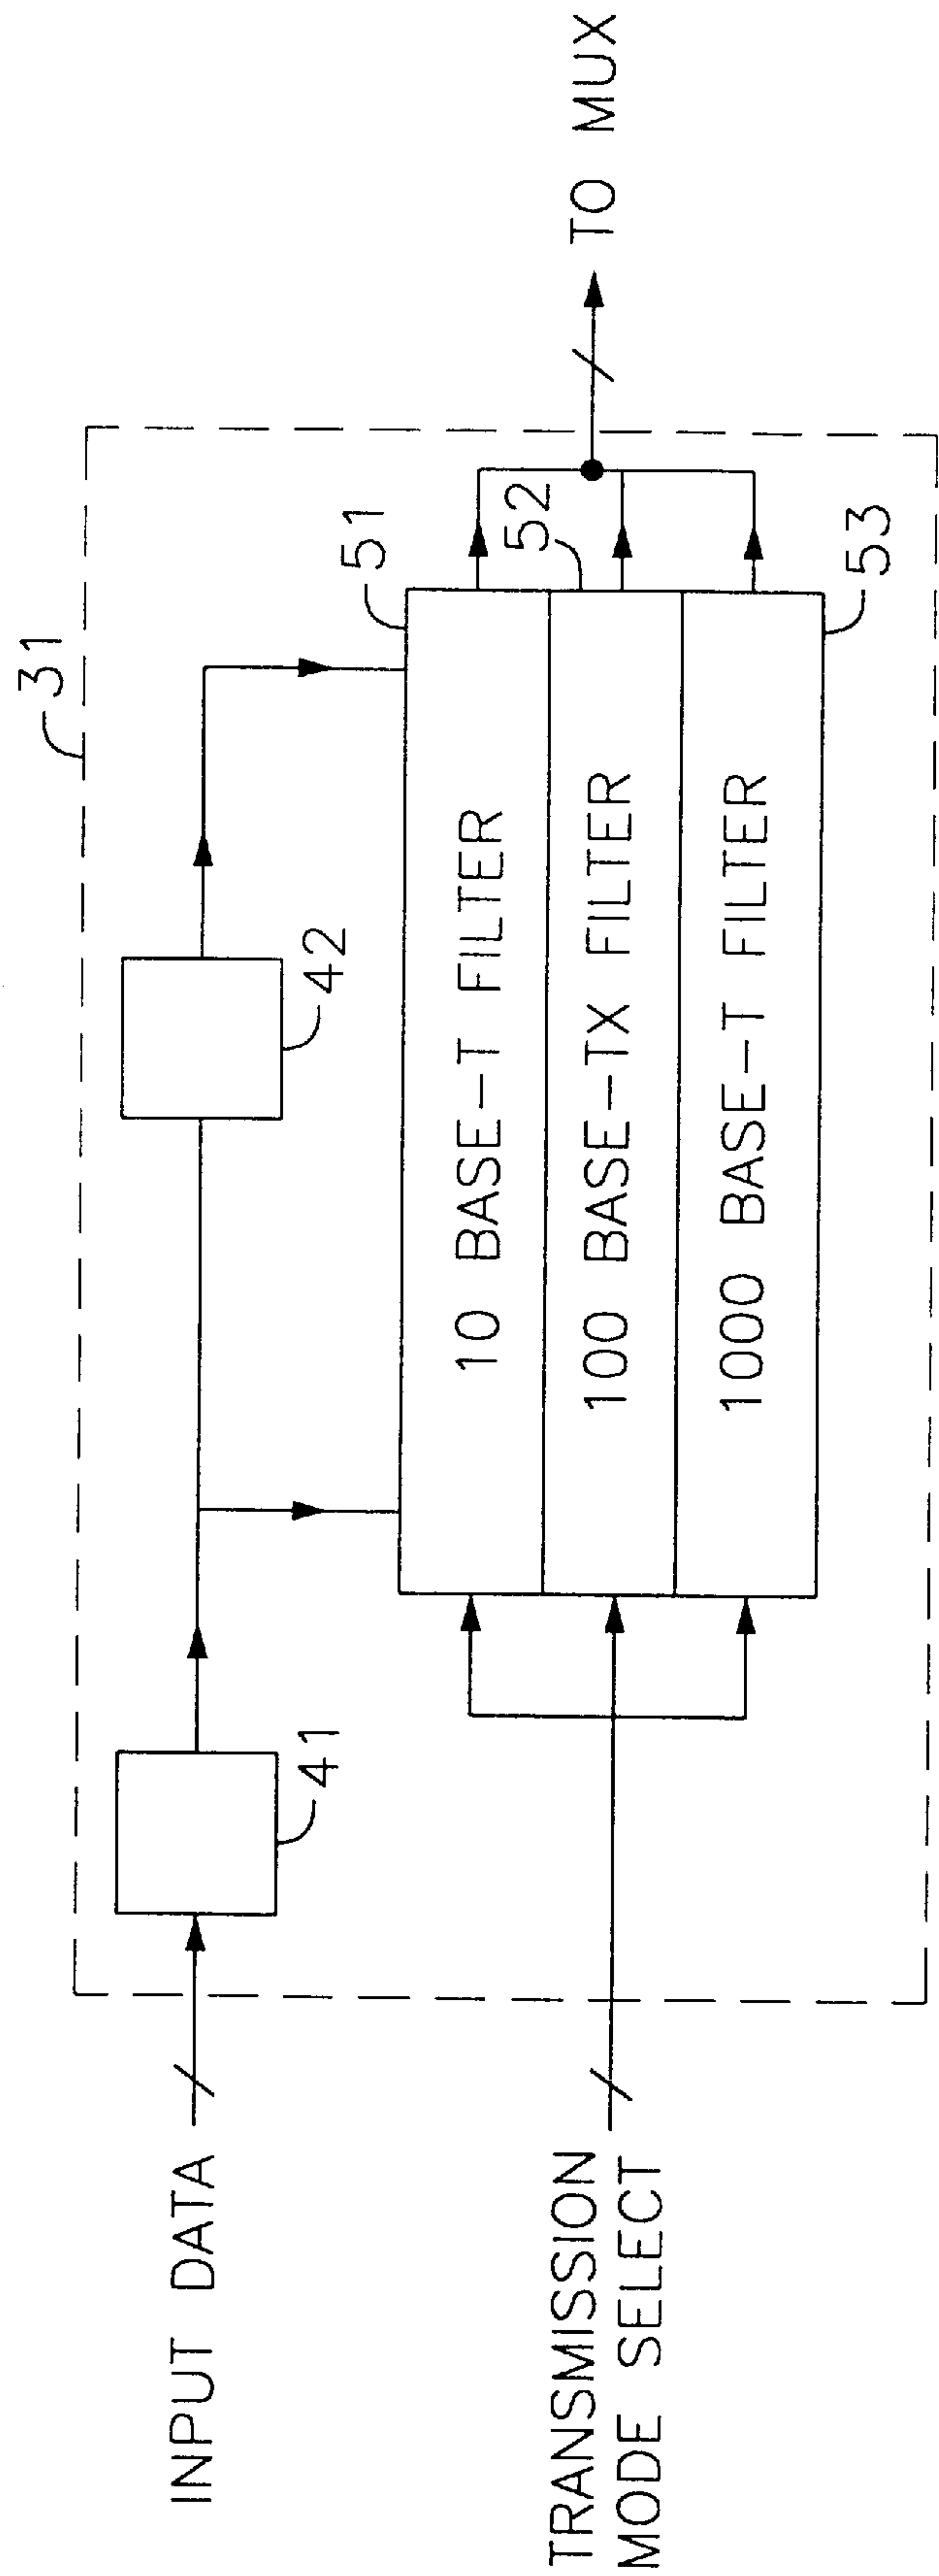 31
INPUT DATA
41
42
51
52
TO MUX
10 BASE-T FILTER
TRANSMISSION
MODE SELECT
100 BASE-TX FILTER
1000 BASE-T FILTER
53